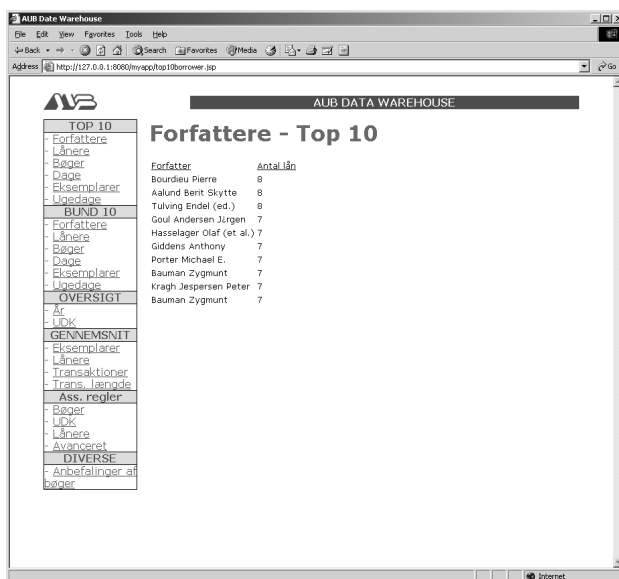 AUB Date Warehouse
File Edit View Favorites Tools Help
Back Search Favorites Media
Address http://127.0.0.1:8080/myapp/top10borrower.jsp Go
AUB
AUB DATA WAREHOUSE
TOP 10
- Forfattere
- Lånere
- Bøger
- Dage
- Eksemplarer
- Ugedage
BUND 10
- Forfattere
- Lånere
- Bøger
- Dage
- Eksemplarer
- Ugedage
OVERSIGT
- År
- UDK
GENNEMSNIT
- Eksemplarer
- Lånere
- Transaktioner
- Trans. længde
Ass. regler
- Bøger
- UDK
- Lånere
- Avanceret
DIVERSE
- Anbefalinger af
bøger
Forfattere - Top 10
Forfatter Antal lån
Bourdieu Pierre 8
Aalund Berit Skytte 8
Tulving Endel (ed.) 8
Goul Andersen 7
Hasselager Olaf (et al.) 7
Giddens Anthony 7
Porter Michael E. 7
Bauman Zygmunt 7
Kragh Jespersen Peter 7
Bauman Zygmunt 7
Internet